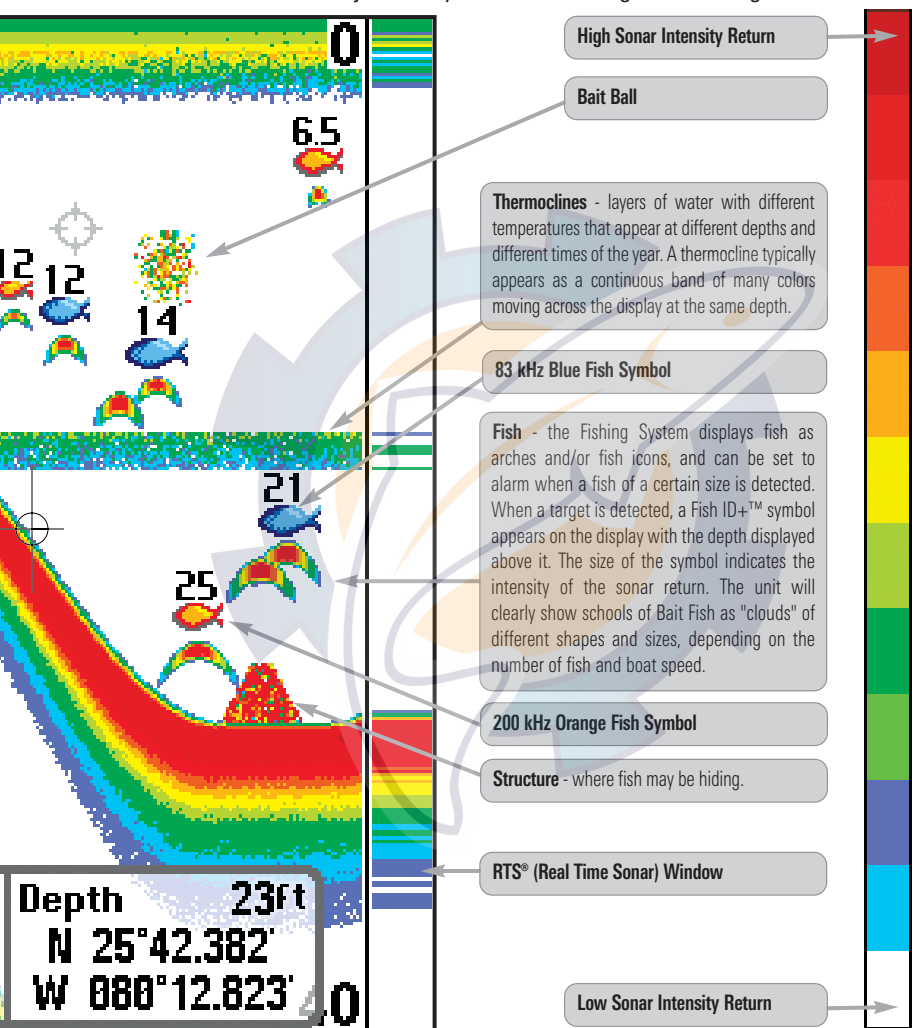 0
High Sonar Intensity Return
Bait Ball
6.5
Thermoclines - layers of water with different
temperatures that appear at different depths and
different times of the year. A thermocline typically
appears as a continuous band of many colors
moving across the display at the same depth.
12
12
14
83 kHz Blue Fish Symbol
Fish - the Fishing System displays fish as
arches and/or fish icons, and can be set to
alarm when a fish of a certain size is detected.
When a target is detected, a Fish ID+™ symbol
appears on the display with the depth displayed
above it. The size of the symbol indicates the
intensity of the sonar return. The unit will
clearly show schools of Bait Fish as "clouds" of
different shapes and sizes, depending on the
number of fish and boat speed.
21
25
200 kHz Orange Fish Symbol
Structure - where fish may be hiding.
RTS® (Real Time Sonar) Window
Depth 23ft
N 25°42.382'
W 080°12.823'
Low Sonar Intensity Return